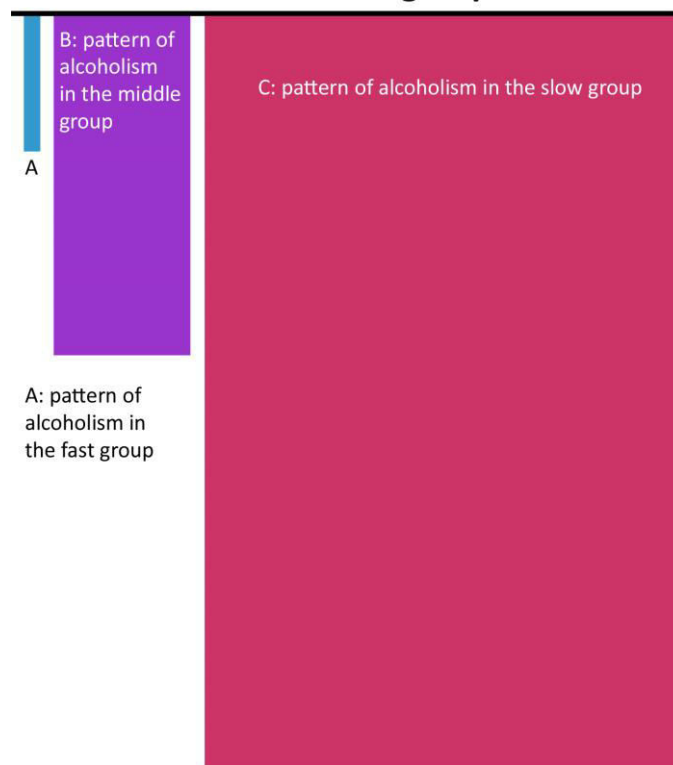 B: pattern of
alcoholism
in the middle
group
C: pattern of alcoholism in the slow group
A
A: pattern of
alcoholism in
the fast group